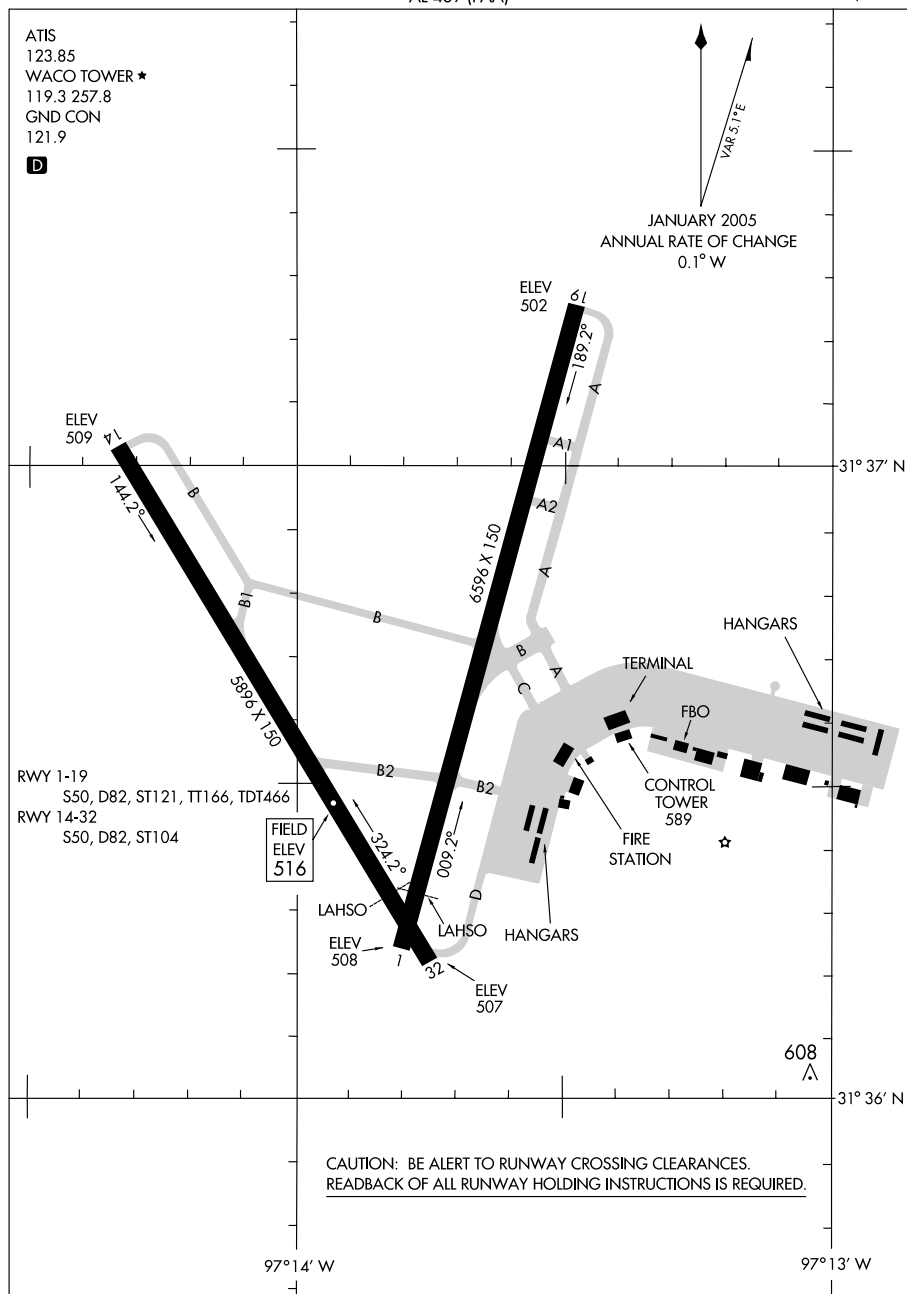 ATIS
123.85
WACO TOWER
119.3 257.8
GND CON
121.9
D
VAR 5.1° E
JANUARY 2005
ANNUAL RATE OF CHANGE
0.1° W
ELEV
502
19
189.2°
A
A1
A2
A
ELEV
509
14
144.2°
B
31° 37' N
6596 X 150
B1
B
B
A
C
HANGARS
TERMINAL
FBO
5896 X 150
B2
B2
RWY 1-19
S50, D82, ST121, TT166, TDT466
RWY 14-32
S50, D82, ST104
FIELD
ELEV
516
324.2°
009.2°
CONTROL
TOWER
589
FIRE
STATION
D
LAHSO
LAHSO
HANGARS
ELEV
508
1
32
ELEV
507
608
31° 36' N
CAUTION: BE ALERT TO RUNWAY CROSSING CLEARANCES.
READBACK OF ALL RUNWAY HOLDING INSTRUCTIONS IS REQUIRED.
97°14' W
97°13' W